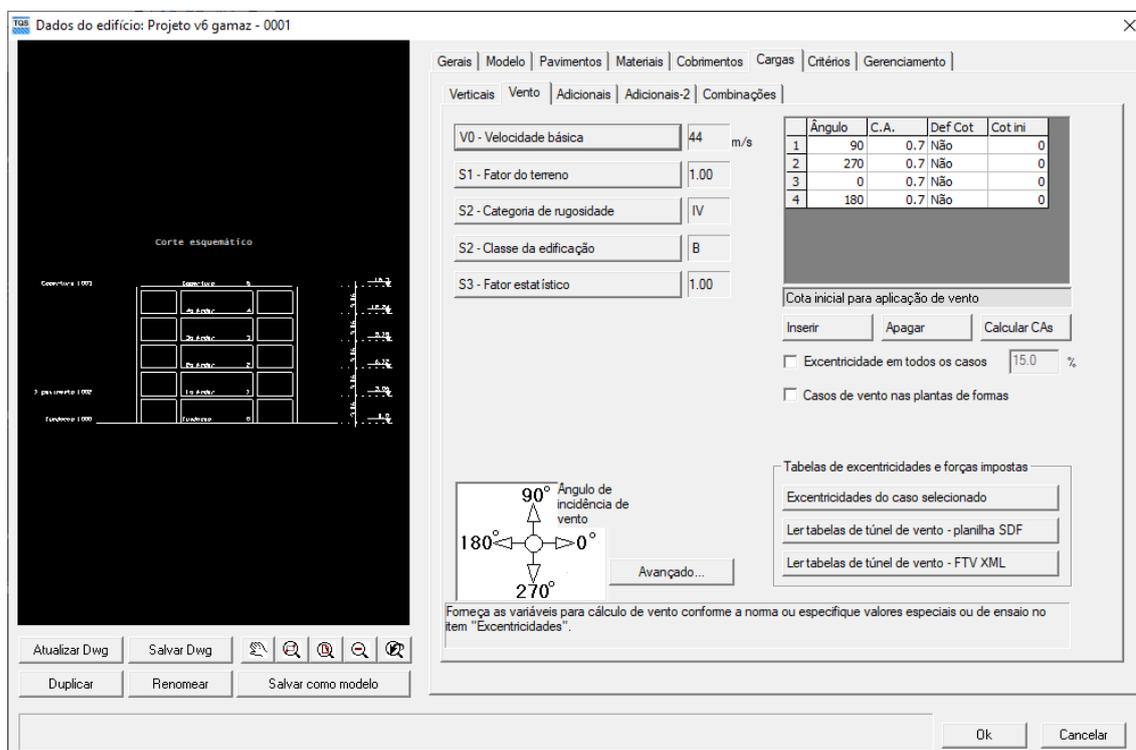 TQS Dados do edifício: Projeto v6 gamaz - 0001
Gerais Modelo Pavimentos Materiais Cobrimentos Cargas Critérios Gerenciamento
Verticais Vento Adicionais Adicionais-2 Combinações
V0 - Velocidade básica 44 m/s
S1 - Fator do terreno 1.00
S2 - Categoria de rugosidade IV
S2 - Classe da edificação B
S3 - Fator estatístico 1.00
Ângulo C.A. Def Cot Cot ini
1 90 0.7 Não 0
2 270 0.7 Não 0
3 0 0.7 Não 0
4 180 0.7 Não 0
Cota inicial para aplicação de vento
Inserir Apagar Calcular CAs
Excentricidade em todos os casos 15.0 %
Casos de vento nas plantas de formas
Corte esquemático
Tabelas de excentricidades e forças impostas
Excentricidades do caso selecionado
Ler tabelas de túnel de vento - planilha SDF
Ler tabelas de túnel de vento - FTV XML
90° Ângulo de
incidência de
vento
180° 0°
270°
Avançado...
Forneça as variáveis para cálculo de vento conforme a norma ou especifique valores especiais ou de ensaio no
item "Excentricidades".
Atualizar Dwg Salvar Dwg
Duplicar Renomear Salvar como modelo
Ok Cancelar